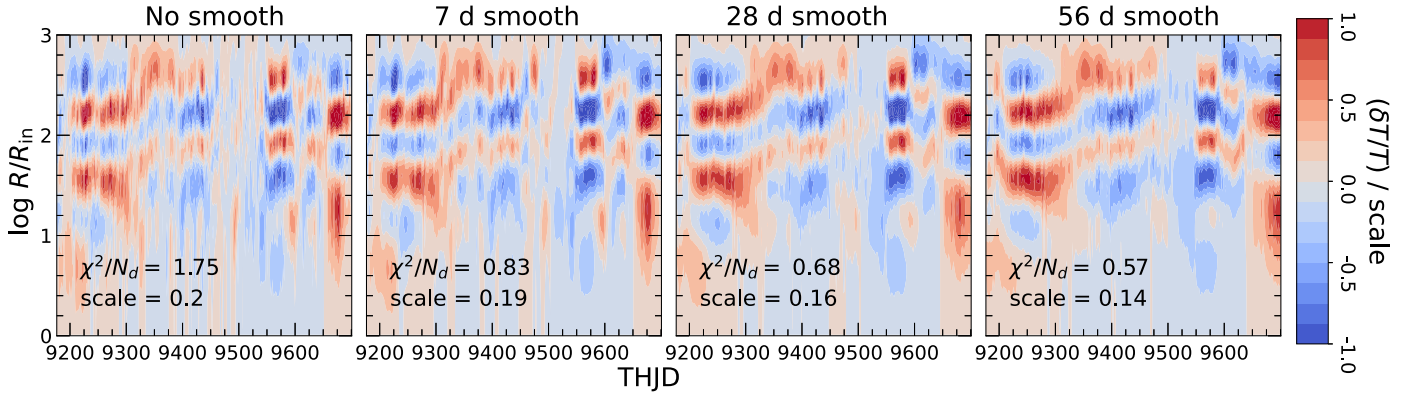 No smooth
7 d smooth
28 d smooth
56 d smooth
log R/R_in
3
2
1
0
χ²/N_d = 1.75
scale = 0.2
χ²/N_d = 0.83
scale = 0.19
χ²/N_d = 0.68
scale = 0.16
χ²/N_d = 0.57
scale = 0.14
9200 9300 9400 9500 9600
9200 9300 9400 9500 9600
9200 9300 9400 9500 9600
9200 9300 9400 9500 9600
THJD
1.0
0.5
0.0
-0.5
-1.0
(δT/T) / scale